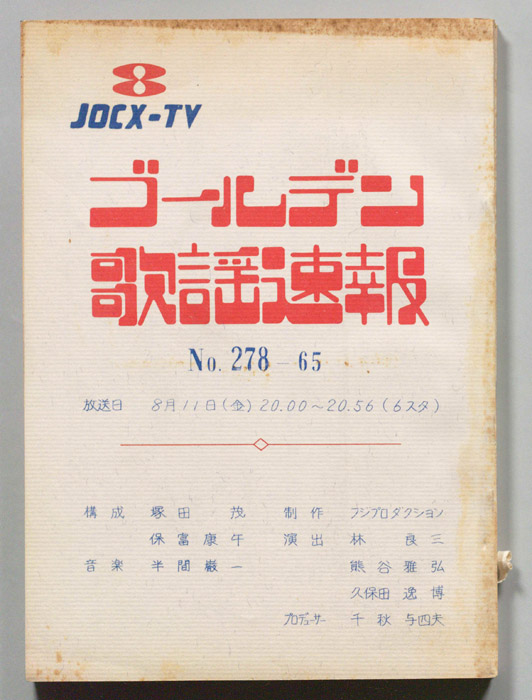 8
JOCX-TV
ゴールデン
歌謡速報
No. 278 - 65
放送日 8月11日(金) 20.00〜20.56 (6スタ)
構成 塚田 茂 制作 フジプロダクション
保富康午 演出 林 良三
音楽 半間巖一 熊谷雅弘
久保田逸博
プロデューサー 千秋与四夫